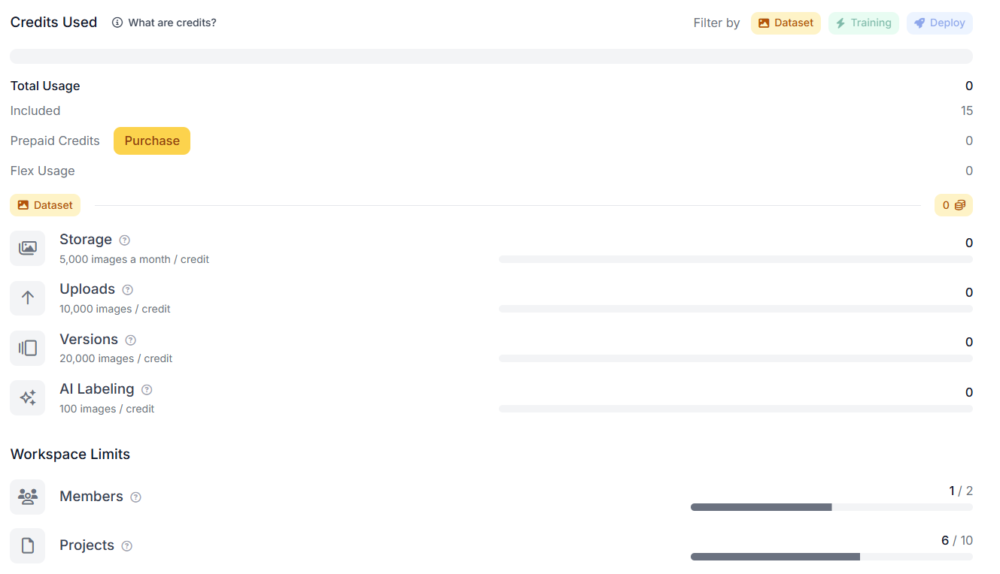 Credits Used What are credits? Filter by Dataset Training Deploy
Total Usage 0
Included 15
Prepaid Credits Purchase 0
Flex Usage 0
Dataset 0
Storage 0
5,000 images a month / credit
Uploads 0
10,000 images / credit
Versions 0
20,000 images / credit
AI Labeling 0
100 images / credit
Workspace Limits
Members 1 / 2
Projects 6 / 10